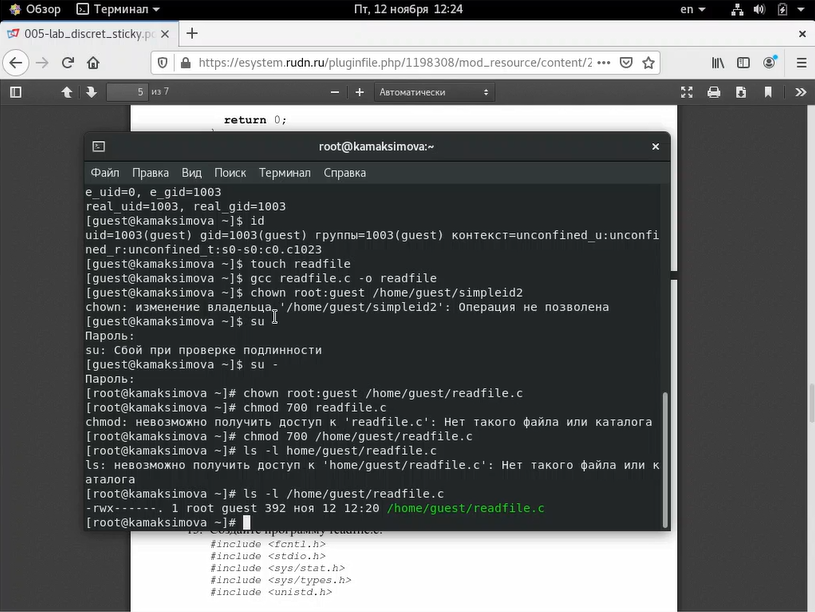 Обзор Терминал Пт, 12 ноября 12:24 en
005-lab_discret_sticky.pd
https://esystem.rudn.ru/pluginfile.php/1198308/mod_resource/content/2
5 из 7 Автоматически
return 0;
root@kamaksimova:~
Файл Правка Вид Поиск Терминал Справка
e_uid=0, e_gid=1003
real_uid=1003, real_gid=1003
[guest@kamaksimova ~]$ id
uid=1003(guest) gid=1003(guest) группы=1003(guest) контекст=unconfined_u:unconfi
ned_r:unconfined_t:s0-s0:c0.c1023
[guest@kamaksimova ~]$ touch readfile
[guest@kamaksimova ~]$ gcc readfile.c -o readfile
[guest@kamaksimova ~]$ chown root:guest /home/guest/simpleid2
chown: изменение владельца '/home/guest/simpleid2': Операция не позволена
[guest@kamaksimova ~]$ su
Пароль:
su: Сбой при проверке подлинности
[guest@kamaksimova ~]$ su -
Пароль:
[root@kamaksimova ~]# chown root:guest /home/guest/readfile.c
[root@kamaksimova ~]# chmod 700 readfile.c
chmod: невозможно получить доступ к 'readfile.c': Нет такого файла или каталога
[root@kamaksimova ~]# chmod 700 /home/guest/readfile.c
[root@kamaksimova ~]# ls -l home/guest/readfile.c
ls: невозможно получить доступ к 'home/guest/readfile.c': Нет такого файла или к
аталога
[root@kamaksimova ~]# ls -l /home/guest/readfile.c
-rwx------. 1 root guest 392 ноя 12 12:20 /home/guest/readfile.c
[root@kamaksimova ~]#
Создайте программу readfile.c:
#include <fcntl.h>
#include <stdio.h>
#include <sys/stat.h>
#include <sys/types.h>
#include <unistd.h>